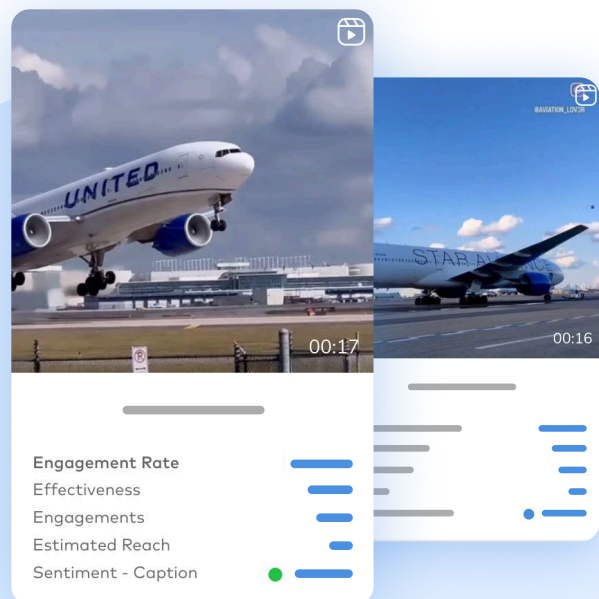 UNITED
00:17
Engagement Rate
Effectiveness
Engagements
Estimated Reach
Sentiment - Caption
@AVIATION_LOV3R
STAR ALLIANCE
00:16